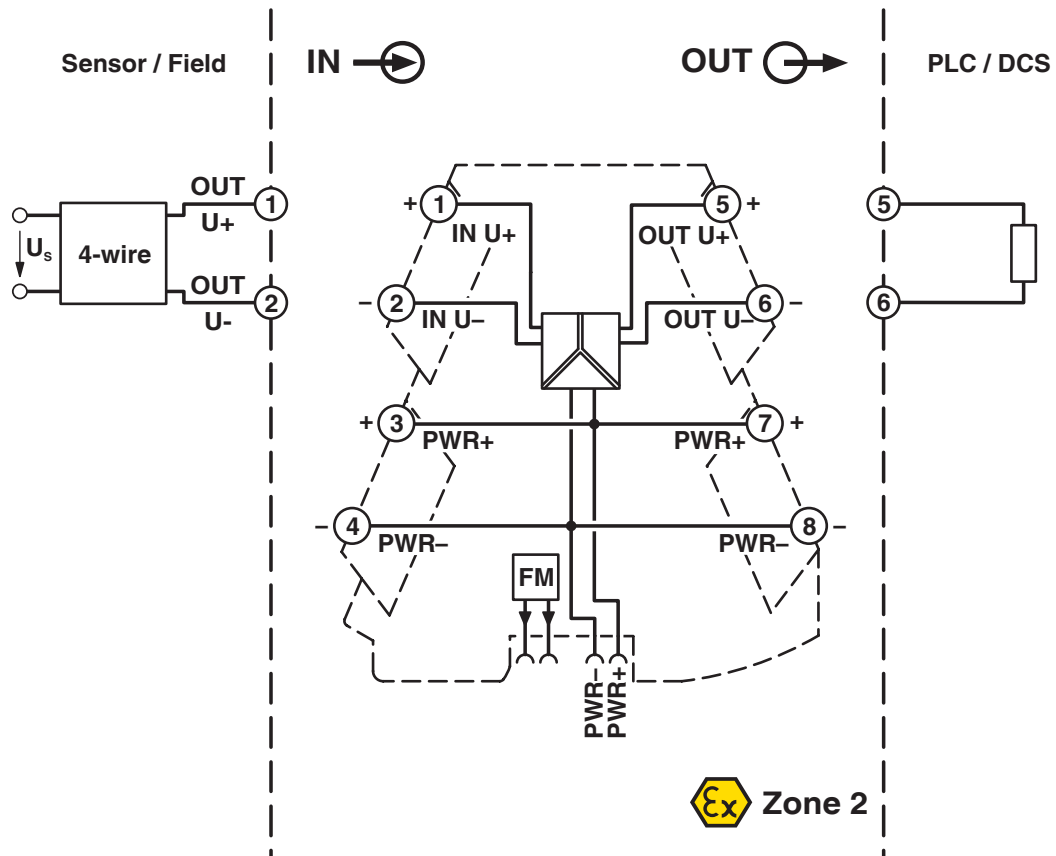 Sensor / Field
IN
OUT
PLC / DCS
OUT
1
U+
Us
4-wire
OUT
2
U-
+ 1
IN U+
5 +
OUT U+
– 2
IN U–
6 –
OUT U–
5
6
+ 3
PWR+
7 +
PWR+
– 4
PWR–
8 –
PWR–
FM
PWR–
PWR+
Ex Zone 2